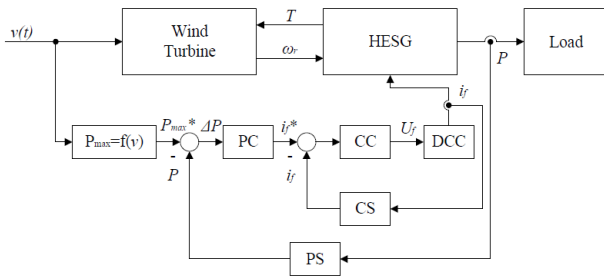 v(t)
Wind
Turbine
T
ωr
HESG
P
Load
if
Pmax=f(v)
Pmax*
-
P
ΔP
PC
if*
-
if
CC
Uf
DCC
CS
PS